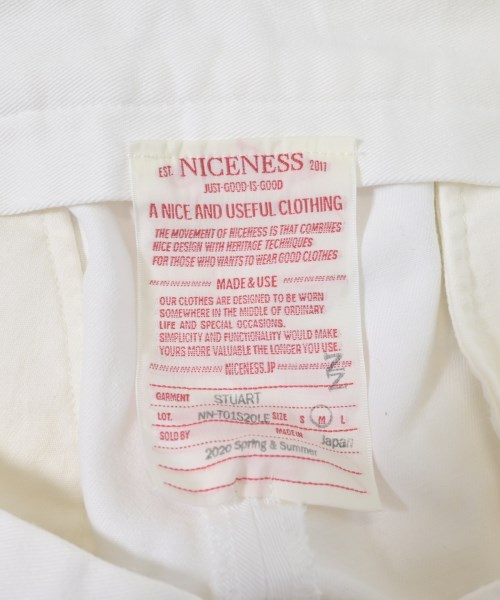 EST. NICENESS 2011
JUST-GOOD-IS-GOOD
A NICE AND USEFUL CLOTHING
THE MOVEMENT OF NICENESS IS THAT COMBINES
NICE DESIGN WITH HERITAGE TECHNIQUES
FOR THOSE WHO WANTS TO WEAR GOOD CLOTHES
MADE & USE
OUR CLOTHES ARE DESIGNED TO BE WORN
SOMEWHERE IN THE MIDDLE OF ORDINARY
LIFE AND SPECIAL OCCASIONS.
SIMPLICITY AND FUNCTIONALITY WOULD MAKE
YOURS MORE VALUABLE THE LONGER YOU USE.
NICENESS.JP
GARMENT STUART
LOT. NN-T01S20LE SIZE S M L
SOLD BY MADE IN Japan
2020 Spring & Summer